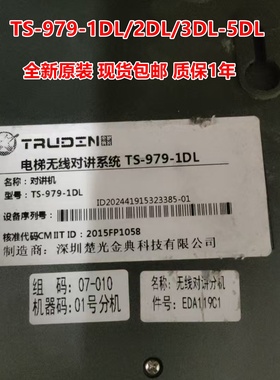 TS-979-1DL/2DL/3DL-5DL
全新原装 现货包邮 质保1年
TRUDIN
电梯无线对讲系统 TS-979-1DL
名称：对讲机
型号：TS-979-1DL
ID202441915323385-01
设备序列号：
核准代码CMIIT ID：2015FP1058
制造商：深圳楚光金典科技有限公司
组 码：07-010
机器码：01号分机
名称：无线对讲分机
件号：EDA119C1